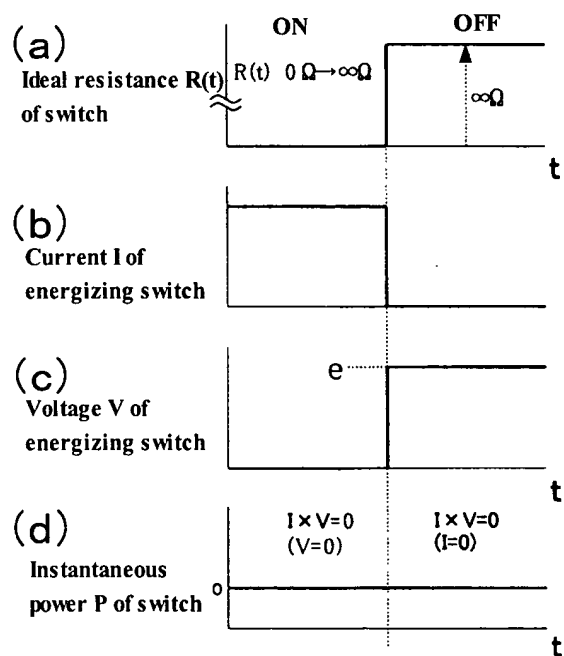 ON OFF
(a)
Ideal resistance R(t)
of switch
R(t) 0 Ω→∞Ω
∞Ω
t
(b)
Current I of
energizing switch
(c)
Voltage V of
energizing switch
e
t
(d)
Instantaneous
power P of switch
I × V=0
(V=0)
I × V=0
(I=0)
0
t